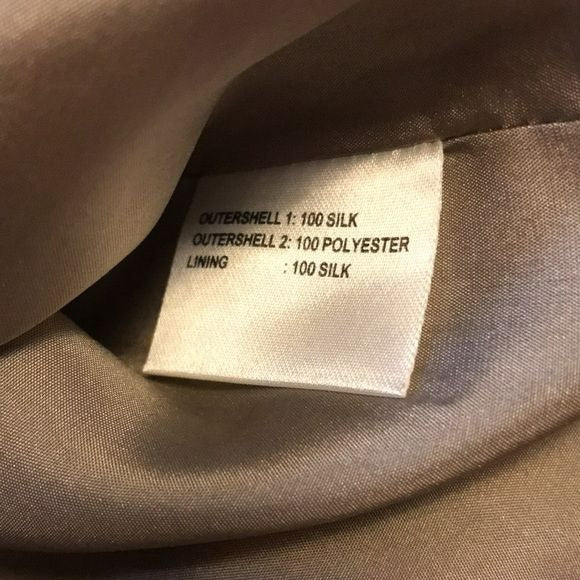 OUTERSHELL 1: 100 SILK
OUTERSHELL 2: 100 POLYESTER
LINING : 100 SILK